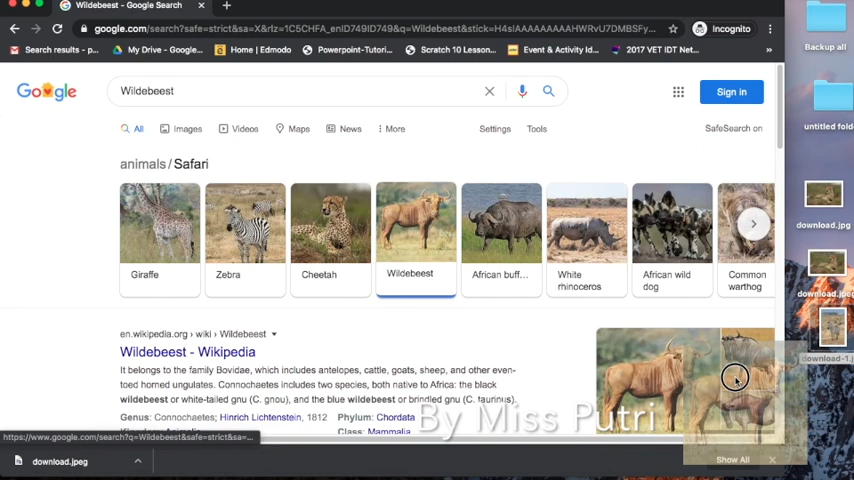 Wildebeest - Google Search
google.com/search?safe=strict&sa=X&rlz=1C5CHFA_enID749ID749&q=Wildebeest&stick=H4sIAAAAAAAAAHWRvU7DMBSFy...
Incognito
Search results - p...
My Drive - Google...
Home | Edmodo
Powerpoint-Tutori...
Scratch 10 Lesson...
Event & Activity Id...
2017 VET IDT Net...
»
Google
Wildebeest
Sign in
All
Images
Videos
Maps
News
More
Settings
Tools
SafeSearch on
animals/Safari
Giraffe
Zebra
Cheetah
Wildebeest
African buff...
White rhinoceros
African wild dog
Common warthog
en.wikipedia.org › wiki › Wildebeest
Wildebeest - Wikipedia
It belongs to the family Bovidae, which includes antelopes, cattle, goats, sheep, and other even-
toed horned ungulates. Connochaetes includes two species, both native to Africa: the black
wildebeest or white-tailed gnu (C. gnou), and the blue wildebeest or brindled gnu (C. taurinus).
Genus: Connochaetes; Hinrich Lichtenstein, 1812 Phylum: Chordata
Class: Mammalia
By Miss Putri
https://www.google.com/search?q=Wildebeest&safe=strict&sa=...
download.jpeg
Show All
Backup all
untitled fold
download.jpg
download.jpeg
download-1.j